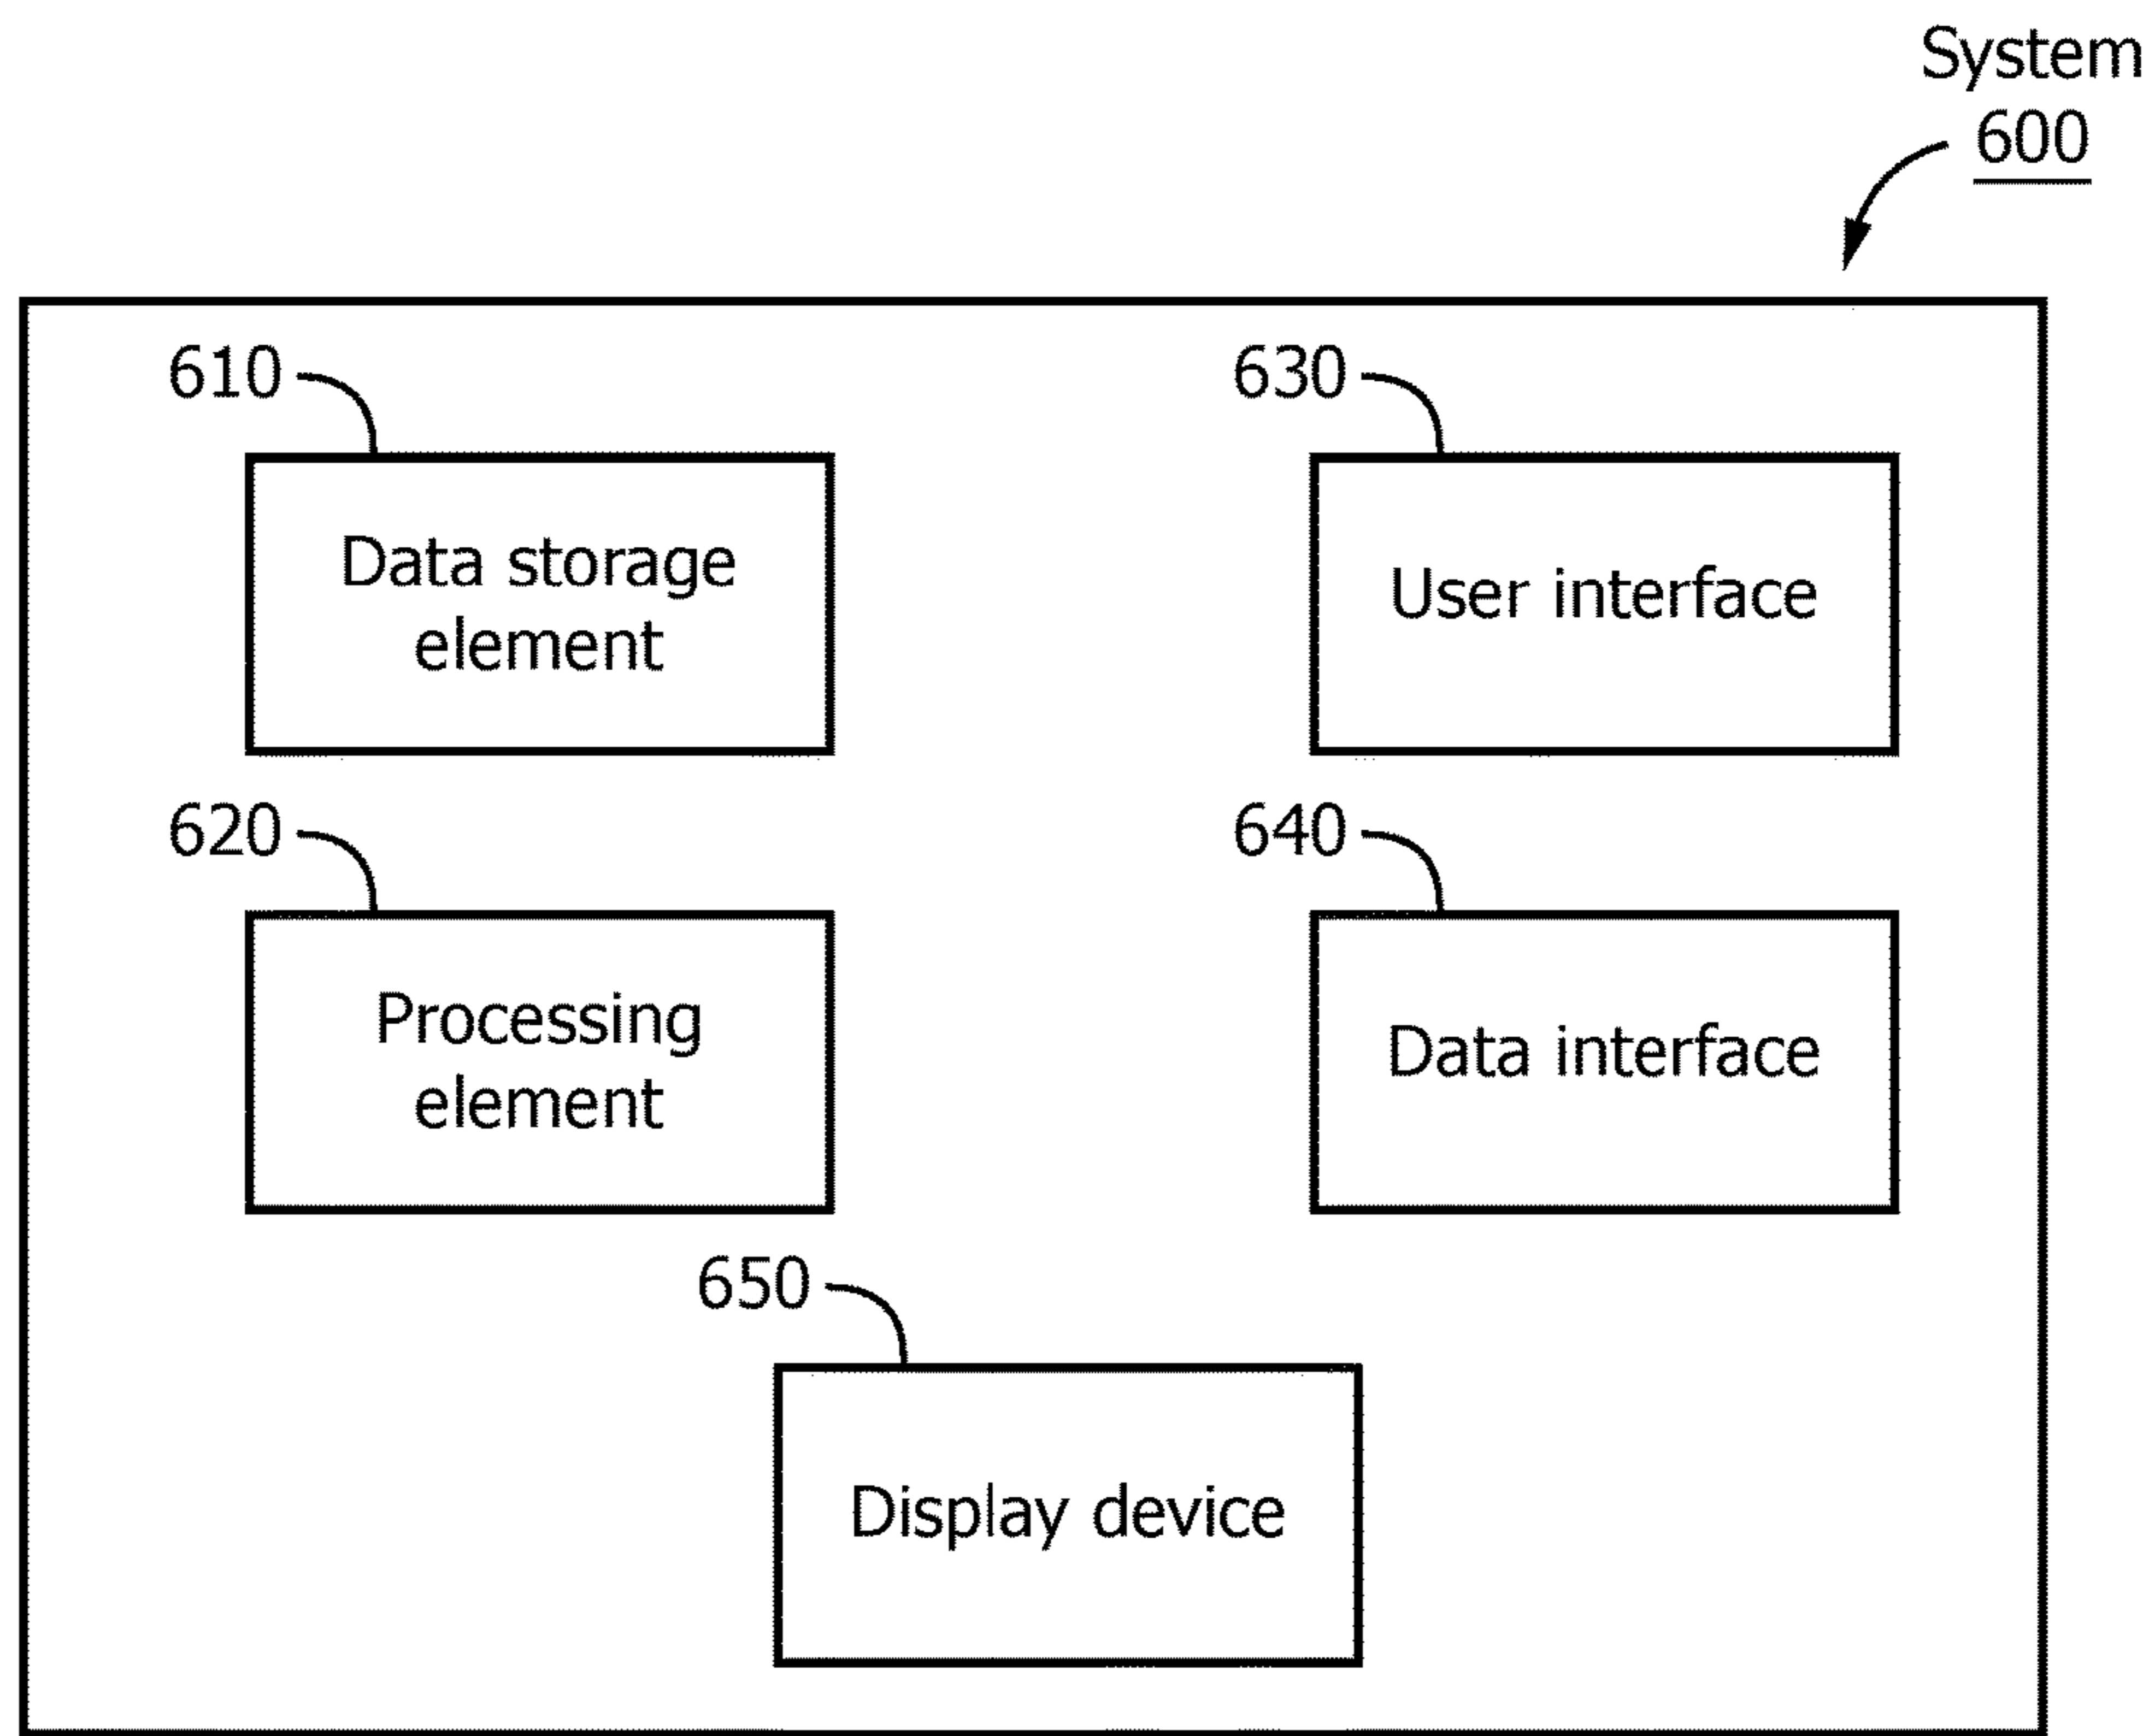 System
600
610
630
Data storage
element
User interface
620
640
Processing
element
Data interface
650
Display device